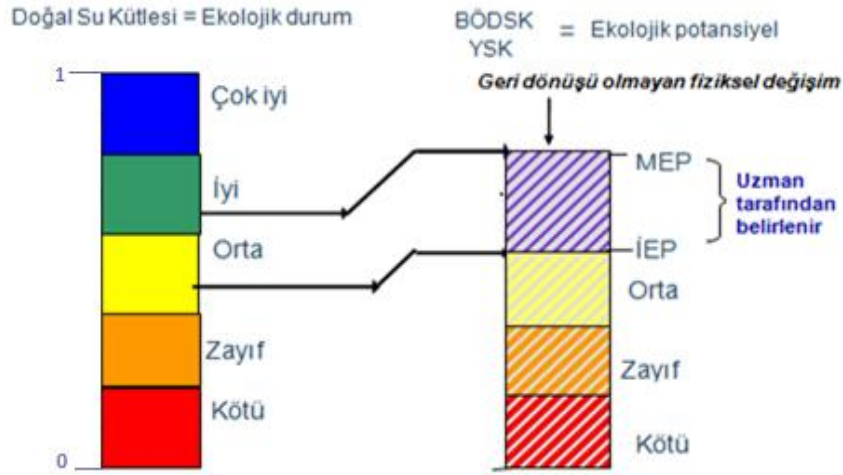 Doğal Su Kütlesi = Ekolojik durum
BÖDSK
YSK
= Ekolojik potansiyel
Geri dönüşü olmayan fiziksel değişim
1
Çok iyi
İyi
Orta
Zayıf
Kötü
0
MEP
Uzman
tarafından
belirlenir
İEP
Orta
Zayıf
Kötü